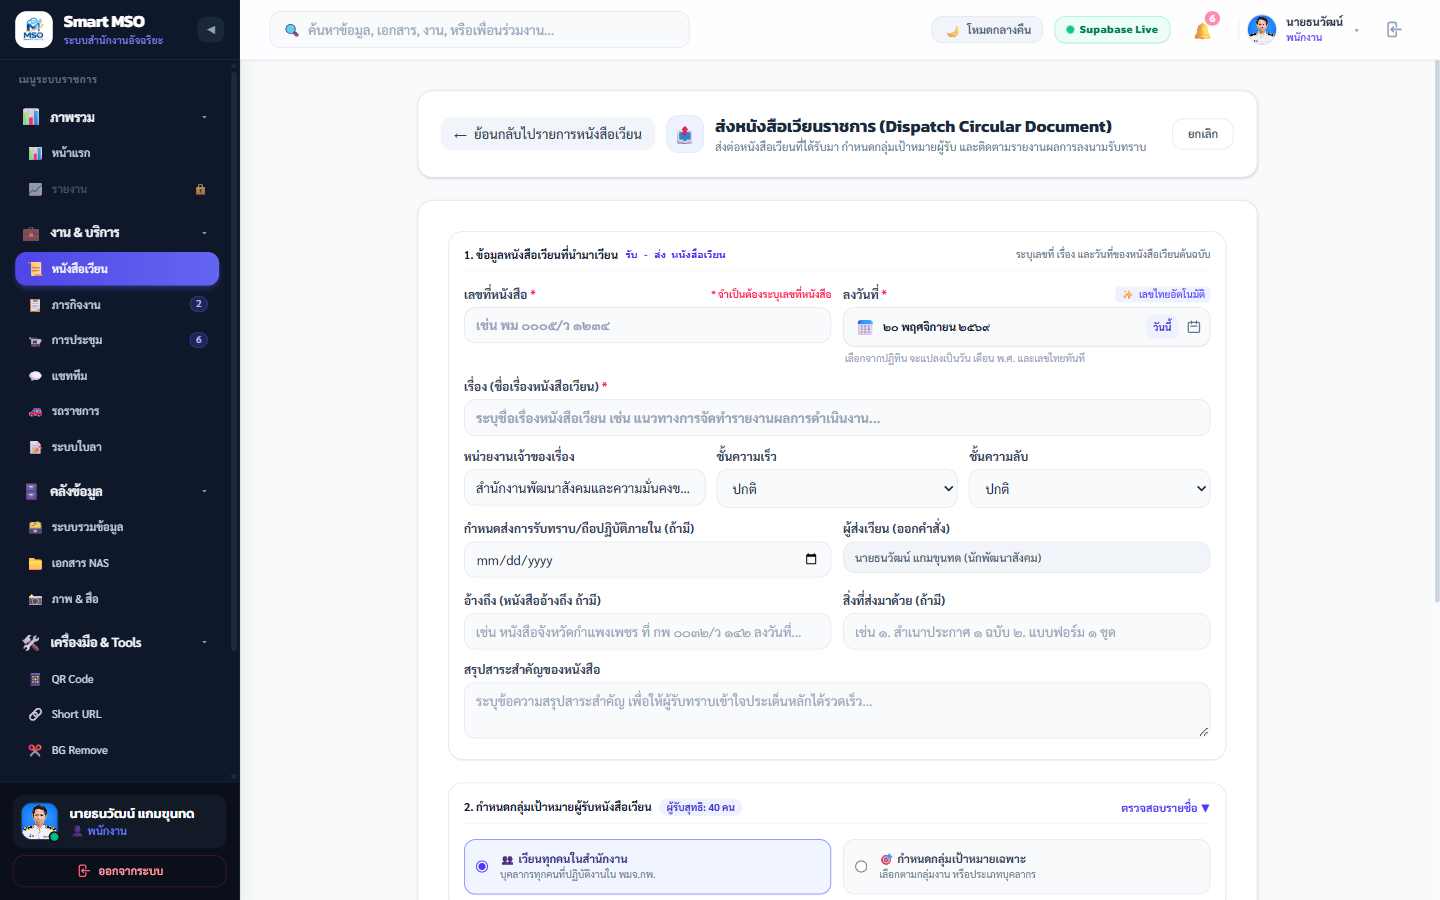 Smart MSO
ระบบสำนักงานอัจฉริยะ
◀
ค้นหาข้อมูล, เอกสาร, งาน, หรือเพื่อนร่วมงาน...
โหมดกลางคืน
Supabase Live
6
นายธนวัฒน์
พนักงาน
เมนูระบบราชการ
ภาพรวม
หน้าแรก
รายงาน
งาน & บริการ
หนังสือเวียน
ภารกิจงาน
2
การประชุม
6
แชททีม
รถราชการ
ระบบใบลา
คลังข้อมูล
ระบบรวมข้อมูล
เอกสาร NAS
ภาพ & สื่อ
เครื่องมือ & Tools
QR Code
Short URL
BG Remove
นายธนวัฒน์ แกมขุนทด
พนักงาน
ออกจากระบบ
← ย้อนกลับไปรายการหนังสือเวียน
ส่งหนังสือเวียนราชการ (Dispatch Circular Document)
ส่งต่อหนังสือเวียนที่ได้รับมา กำหนดกลุ่มเป้าหมายผู้รับ และติดตามรายงานผลการลงนามรับทราบ
ยกเลิก
1. ข้อมูลหนังสือเวียนที่นำมาเวียน รับ - ส่ง หนังสือเวียน
ระบุเลขที่ เรื่อง และวันที่ของหนังสือเวียนต้นฉบับ
เลขที่หนังสือ *
* จำเป็นต้องระบุเลขที่หนังสือ
เช่น พม ๐๐๐๕/ว ๑๒๓๔
ลงวันที่ *
✨ เลขไทยอัตโนมัติ
๒๐ พฤศจิกายน ๒๕๖๙
วันนี้
เลือกจากปฏิทิน จะแปลงเป็นวัน เดือน พ.ศ. และเลขไทยทันที
เรื่อง (ชื่อเรื่องหนังสือเวียน) *
ระบุชื่อเรื่องหนังสือเวียน เช่น แนวทางการจัดทำรายงานผลการดำเนินงาน...
หน่วยงานเจ้าของเรื่อง
สำนักงานพัฒนาสังคมและความมั่นคงข...
ชั้นความเร็ว
ปกติ
ชั้นความลับ
ปกติ
กำหนดส่งการรับทราบ/ถือปฏิบัติภายใน (ถ้ามี)
mm/dd/yyyy
ผู้ส่งเวียน (ออกคำสั่ง)
นายธนวัฒน์ แกมขุนทด (นักพัฒนาสังคม)
อ้างถึง (หนังสืออ้างถึง ถ้ามี)
เช่น หนังสือจังหวัดกำแพงเพชร ที่ กพ ๐๐๓๒/ว ๑๔๒ ลงวันที่...
สิ่งที่ส่งมาด้วย (ถ้ามี)
เช่น ๑. สำเนาประกาศ ๑ ฉบับ ๒. แบบฟอร์ม ๑ ชุด
สรุปสาระสำคัญของหนังสือ
ระบุข้อความสรุปสาระสำคัญ เพื่อให้ผู้รับทราบเข้าใจประเด็นหลักได้รวดเร็ว...
2. กำหนดกลุ่มเป้าหมายผู้รับหนังสือเวียน ผู้รับสุทธิ: 40 คน
ตรวจสอบรายชื่อ ▼
เวียนทุกคนในสำนักงาน
บุคลากรทุกคนที่ปฏิบัติงานใน พมจ.กพ.
กำหนดกลุ่มเป้าหมายเฉพาะ
เลือกตามกลุ่มงาน หรือประเภทบุคลากร